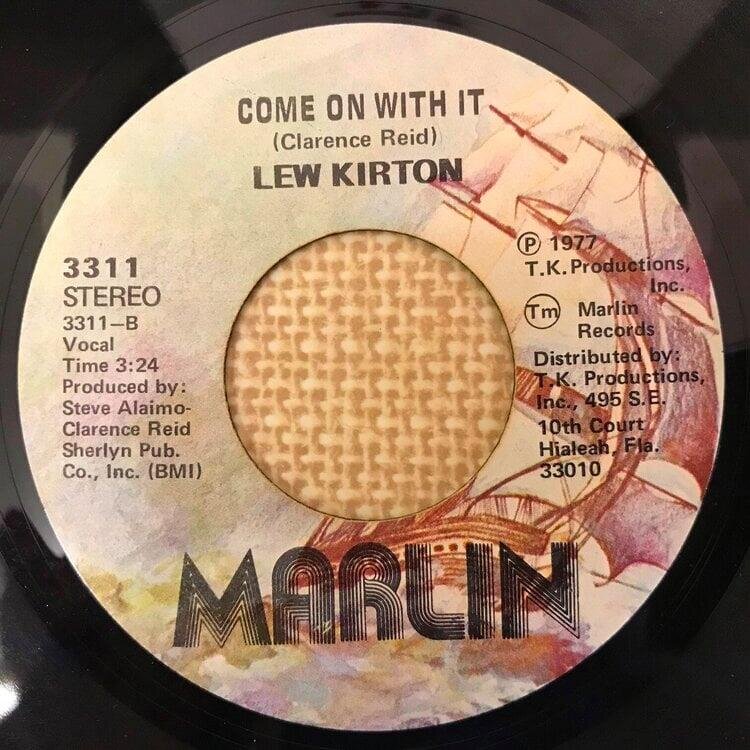 COME ON WITH IT
(Clarence Reid)
LEW KIRTON
3311
STEREO
3311–B
Vocal
Time 3:24
Produced by:
Steve Alaimo-
Clarence Reid
Sherlyn Pub.
Co., Inc. (BMI)
Ⓟ 1977
T.K. Productions,
Inc.
Tm Marlin
Records
Distributed by:
T.K. Productions,
Inc., 495 S.E.
10th Court
Hialeah, Fla.
33010
MARLIN